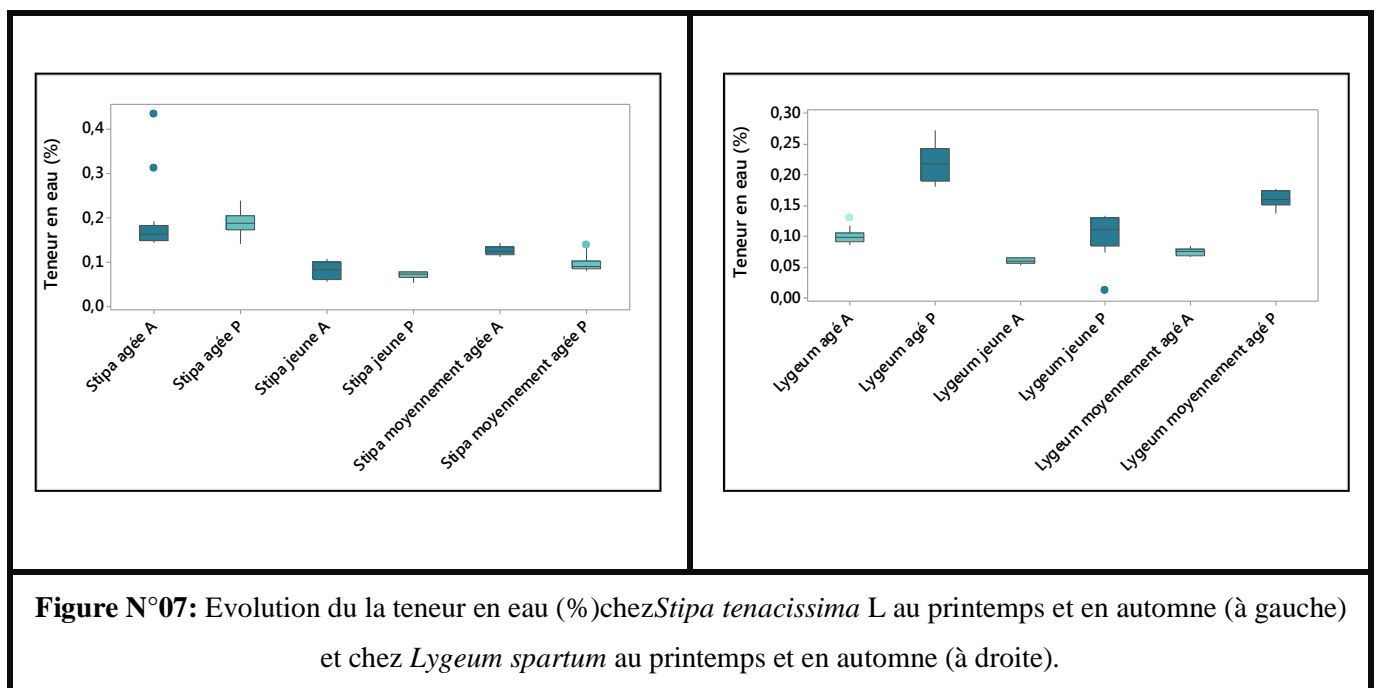 Teneur en eau (%)
0,4
0,3
0,2
0,1
0,0
Stipa agée A
Stipa agée P
Stipa jeune A
Stipa jeune P
Stipa moyennement agée A
Stipa moyennement agée P
Teneur en eau (%)
0,30
0,25
0,20
0,15
0,10
0,05
0,00
Lygeum agé A
Lygeum agé P
Lygeum jeune A
Lygeum jeune P
Lygeum moyennement agé A
Lygeum moyennement agé P
Figure N°07: Evolution du la teneur en eau (%)chezStipa tenacissima L au printemps et en automne (à gauche)
et chez Lygeum spartum au printemps et en automne (à droite).